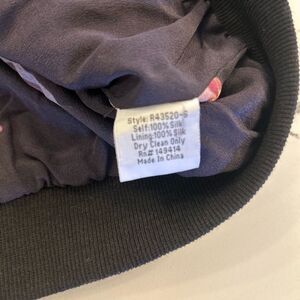 Style: R43520-S
Self:100% Silk
Lining:100% Silk
Dry Clean Only
Rn# 149414
Made In China